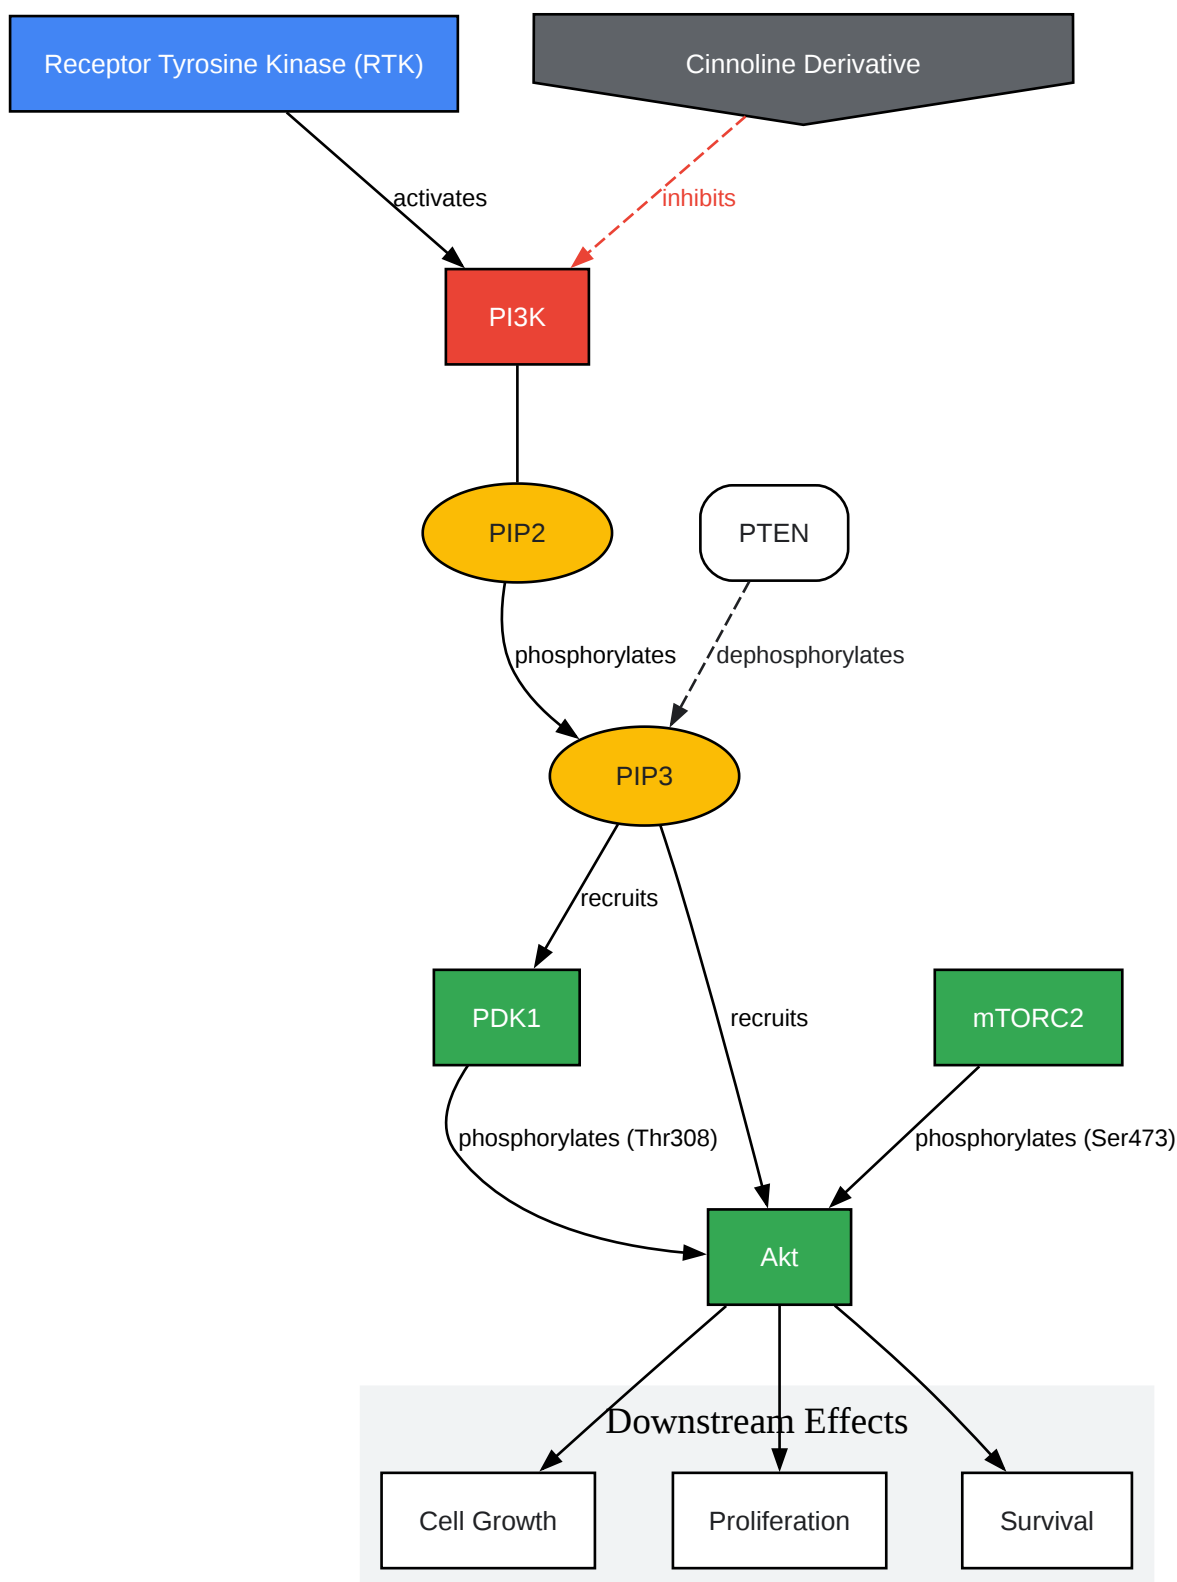 Receptor Tyrosine Kinase (RTK)
Cinnoline Derivative
activates
inhibits
PI3K
PIP2
PTEN
phosphorylates
dephosphorylates
PIP3
recruits
PDK1
recruits
mTORC2
phosphorylates (Thr308)
phosphorylates (Ser473)
Akt
Downstream Effects
Cell Growth
Proliferation
Survival